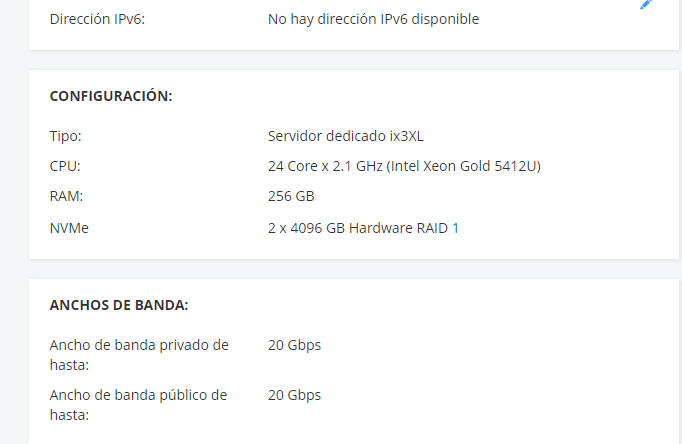 Dirección IPv6: No hay dirección IPv6 disponible
CONFIGURACIÓN:
Tipo: Servidor dedicado ix3XL
CPU: 24 Core x 2.1 GHz (Intel Xeon Gold 5412U)
RAM: 256 GB
NVMe 2 x 4096 GB Hardware RAID 1
ANCHOS DE BANDA:
Ancho de banda privado de 20 Gbps
hasta:
Ancho de banda público de 20 Gbps
hasta: